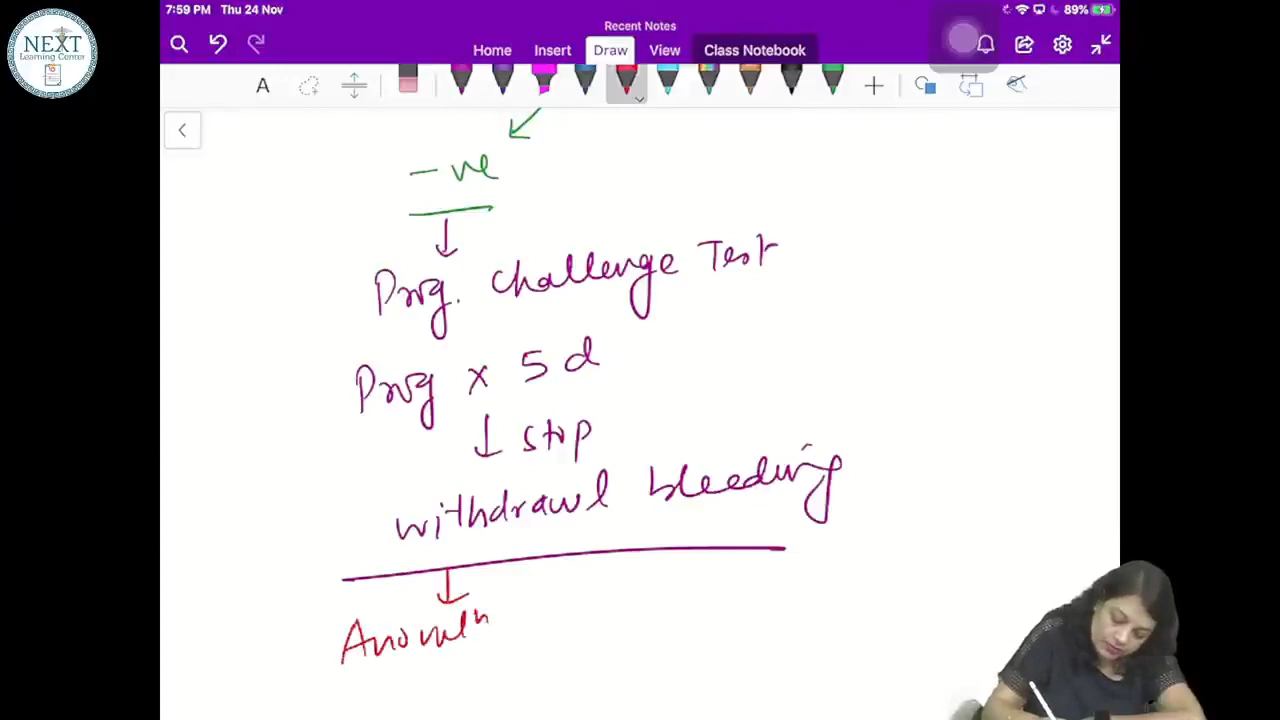 7:59 PM Thu 24 Nov
89%
NEXT
Learning Center
Recent Notes
Home Insert Draw View Class Notebook
A
-ve
Prog. Challenge Test
Prog x 5 d
↓ stop
withdrawl bleeding
Anoveln